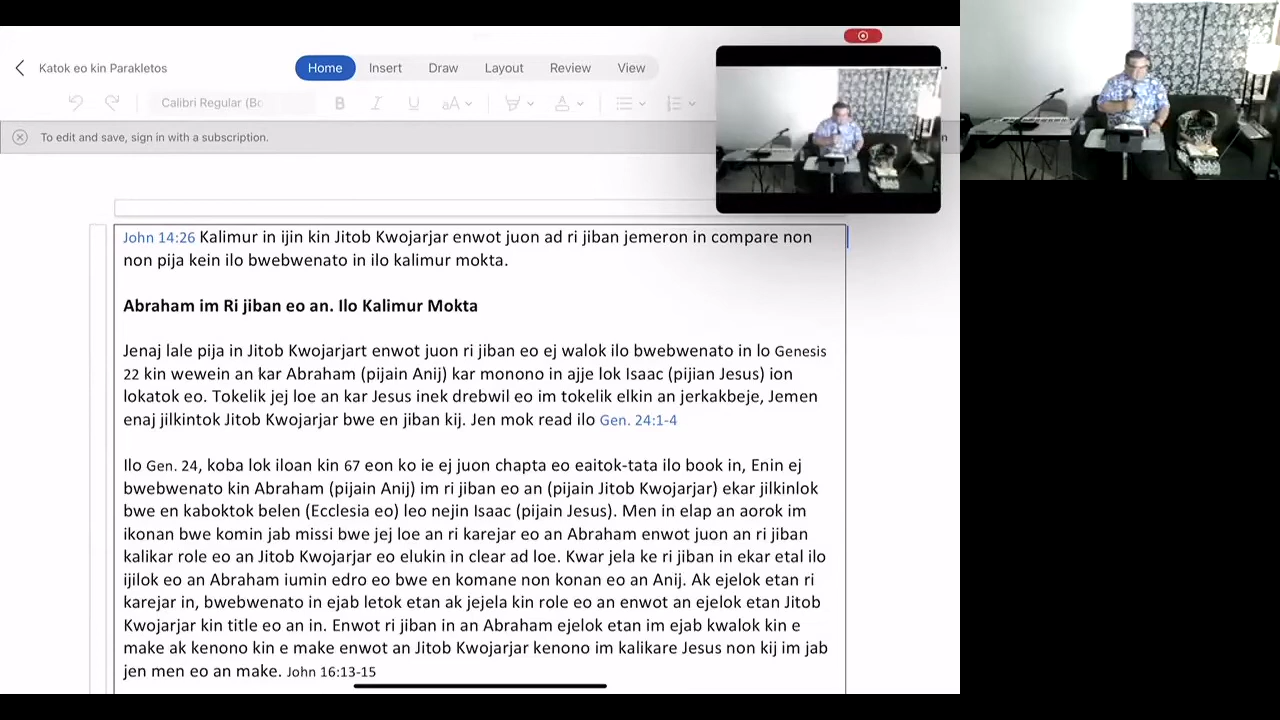 Katok eo kin Parakletos
Home Insert Draw Layout Review View
B I U aA A
To edit and save, sign in with a subscription.
John 14:26 Kalimur in ijin kin Jitob Kwojarjar enwot juon ad ri jiban jemeron in compare non
non pija kein ilo bwebwenato in ilo kalimur mokta.
Abraham im Ri jiban eo an. Ilo Kalimur Mokta
Jenaj lale pija in Jitob Kwojarjart enwot juon ri jiban eo ej walok ilo bwebwenato in lo Genesis
22 kin wewein an kar Abraham (pijain Anij) kar monono in ajje lok Isaac (pijian Jesus) ion
lokatok eo. Tokelik jej loe an kar Jesus inek drebwil eo im tokelik elkin an jerkakbeje, Jemen
enaj jilkintok Jitob Kwojarjar bwe en jiban kij. Jen mok read ilo Gen. 24:1-4
Ilo Gen. 24, koba lok iloan kin 67 eon ko ie ej juon chapta eo eaitok-tata ilo book in, Enin ej
bwebwenato kin Abraham (pijain Anij) im ri jiban eo an (pijain Jitob Kwojarjar) ekar jilkinlok
bwe en kaboktok belen (Ecclesia eo) leo nejin Isaac (pijain Jesus). Men in elap an aorok im
ikonan bwe komin jab missi bwe jej loe an ri karejar eo an Abraham enwot juon an ri jiban
kalikar role eo an Jitob Kwojarjar eo elukin in clear ad loe. Kwar jela ke ri jiban in ekar etal ilo
ijilok eo an Abraham iumin edro eo bwe en komane non konan eo an Anij. Ak ejelok etan ri
karejar in, bwebwenato in ejab letok etan ak jejela kin role eo an enwot an ejelok etan Jitob
Kwojarjar kin title eo an in. Enwot ri jiban in an Abraham ejelok etan im ejab kwalok kin e
make ak kenono kin e make enwot an Jitob Kwojarjar kenono im kalikare Jesus non kij im jab
jen men eo an make. John 16:13-15